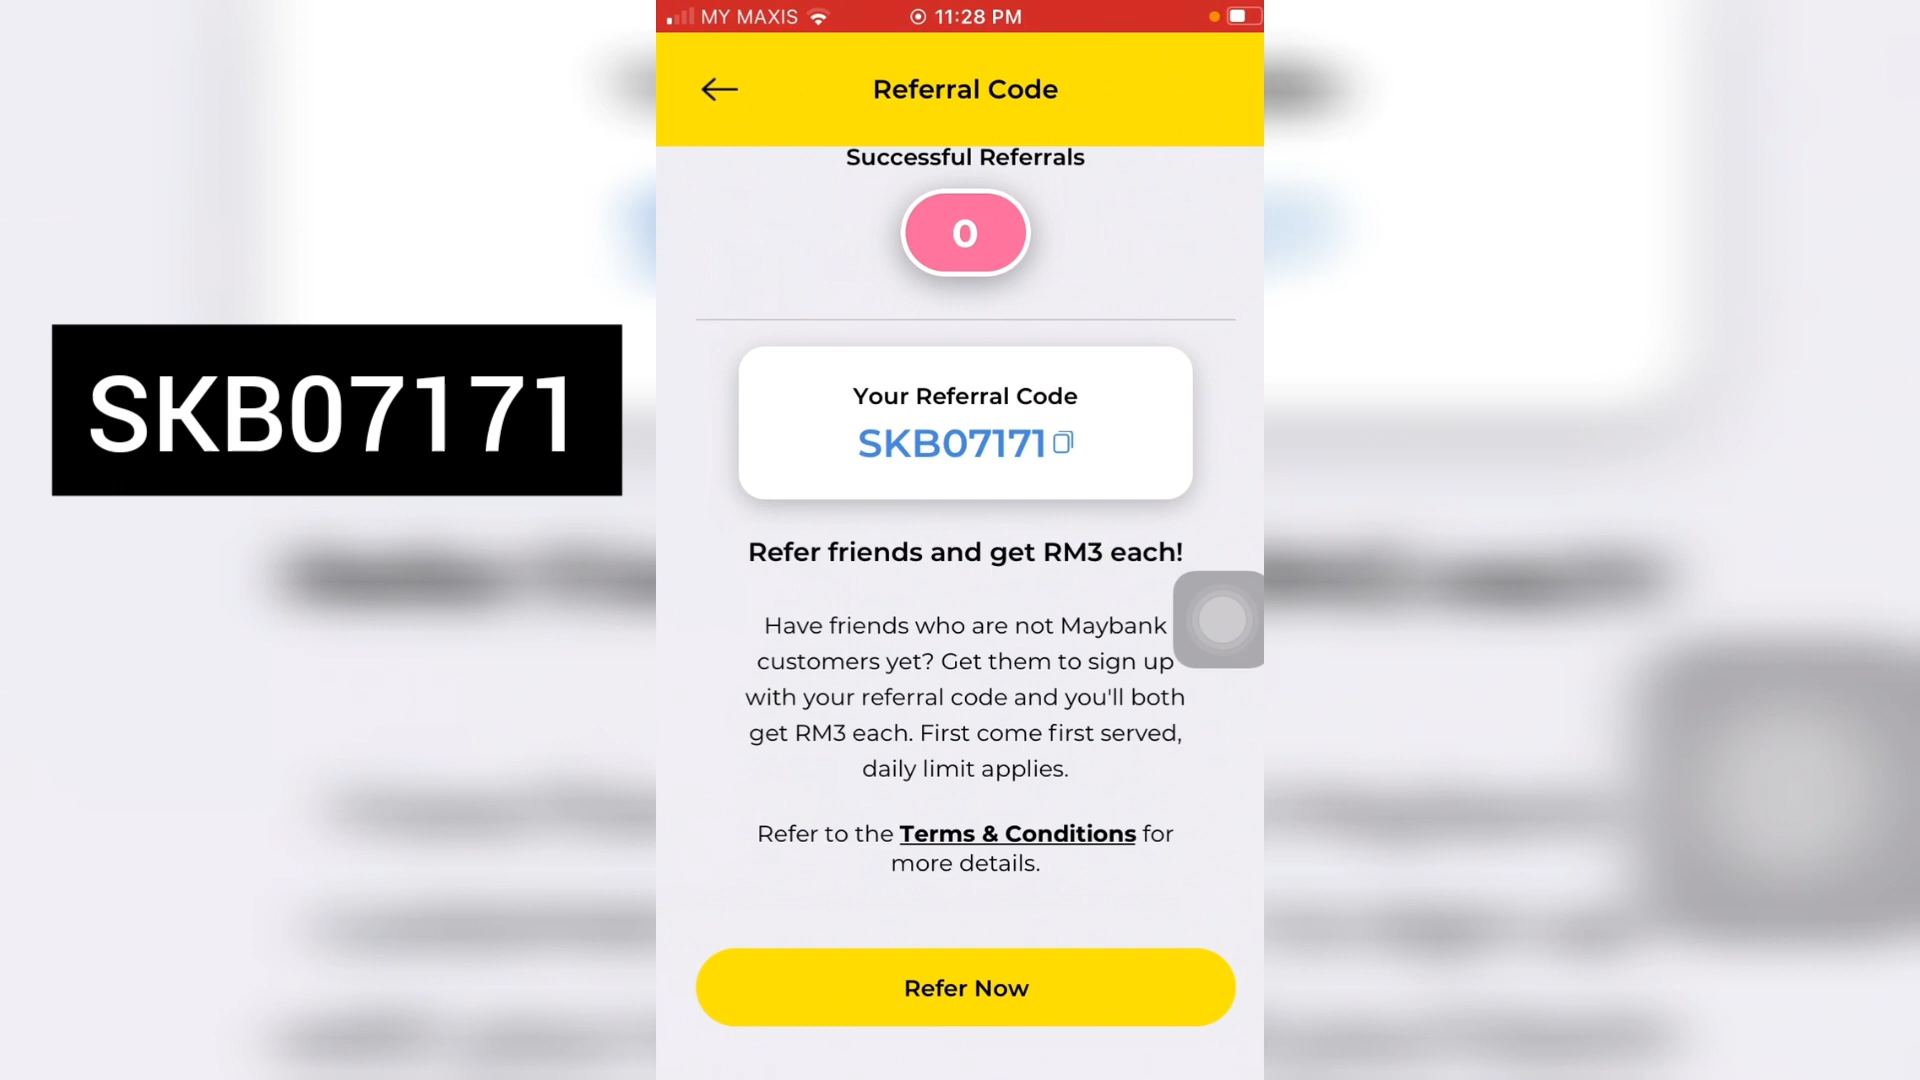 MY MAXIS
11:28 PM
Referral Code
Successful Referrals
0
SKB07171
Your Referral Code
SKB07171
Refer friends and get RM3 each!
Have friends who are not Maybank
customers yet? Get them to sign up
with your referral code and you'll both
get RM3 each. First come first served,
daily limit applies.
Refer to the Terms & Conditions for
more details.
Refer Now